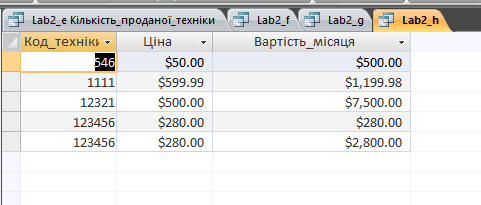 Lab2_e Кількість_проданої_техніки Lab2_f Lab2_g Lab2_h
Код_техніки Ціна Вартість_місяця
546 $50.00 $500.00
1111 $599.99 $1,199.98
12321 $500.00 $7,500.00
123456 $280.00 $280.00
123456 $280.00 $2,800.00